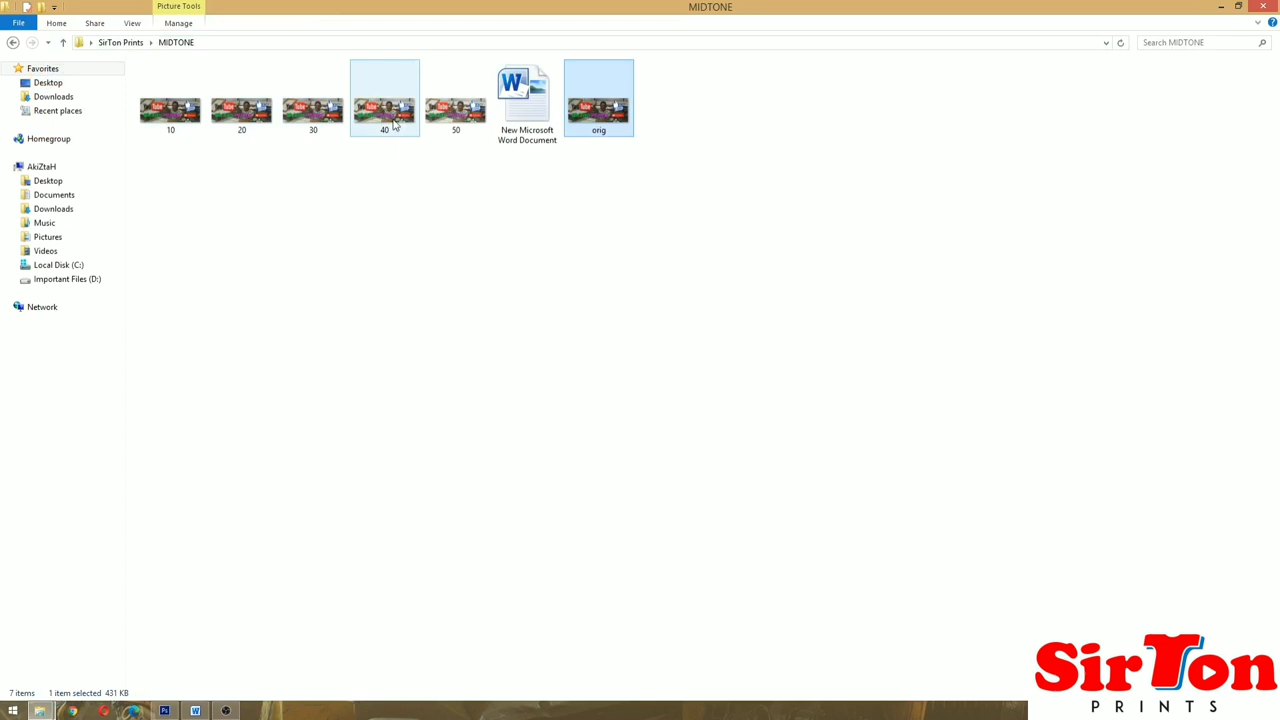 MIDTONE
Picture Tools
File
Home
Share
View
Manage
SirTon Prints
MIDTONE
Search MIDTONE
Favorites
Desktop
Downloads
Recent places
Homegroup
AkiZtaH
Desktop
Documents
Downloads
Music
Pictures
Videos
Local Disk (C:)
Important Files (D:)
Network
10
20
30
40
50
New Microsoft
Word Document
orig
7 items
1 item selected 431 KB
SirTon
PRINTS